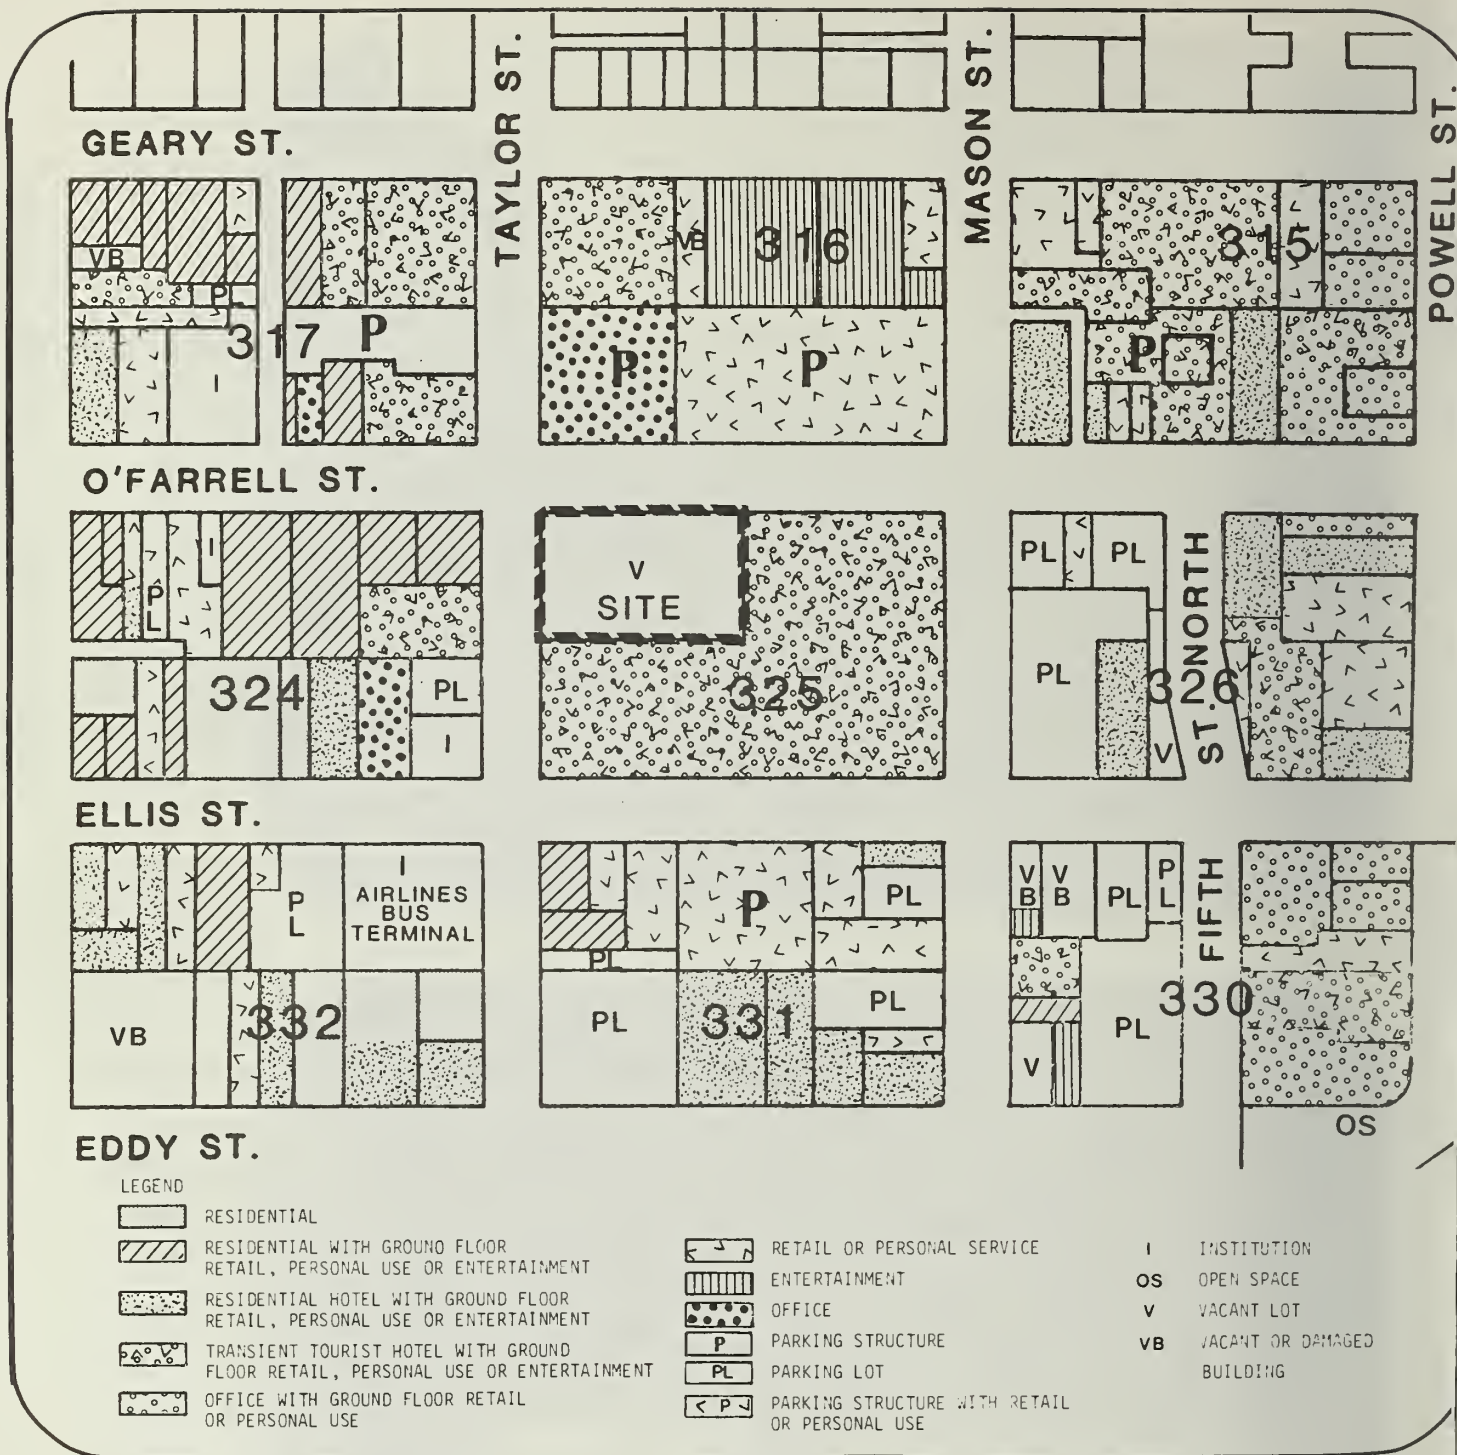 GEARY ST.
TAYLOR ST.
MASON ST.
POWELL ST.
VB
P
317
I
P
VB
316
P
P
315
P
O'FARRELL ST.
PL
I
324
PL
I
V
SITE
325
PL
PL
PL
NORTH
326
ST.
V
ELLIS ST.
PL
I
AIRLINES
BUS
TERMINAL
VB
332
P
PL
PL
PL
331
PL
VB
VB
PL
PL
FIFTH
330
PL
V
OS
EDDY ST.
LEGEND
RESIDENTIAL
RESIDENTIAL WITH GROUND FLOOR
RETAIL, PERSONAL USE OR ENTERTAINMENT
RESIDENTIAL HOTEL WITH GROUND FLOOR
RETAIL, PERSONAL USE OR ENTERTAINMENT
TRANSIENT TOURIST HOTEL WITH GROUND
FLOOR RETAIL, PERSONAL USE OR ENTERTAINMENT
OFFICE WITH GROUND FLOOR RETAIL
OR PERSONAL USE
RETAIL OR PERSONAL SERVICE
ENTERTAINMENT
OFFICE
P PARKING STRUCTURE
PL PARKING LOT
P PARKING STRUCTURE WITH RETAIL
OR PERSONAL USE
I INSTITUTION
OS OPEN SPACE
V VACANT LOT
VB VACANT OR DAMAGED
BUILDING